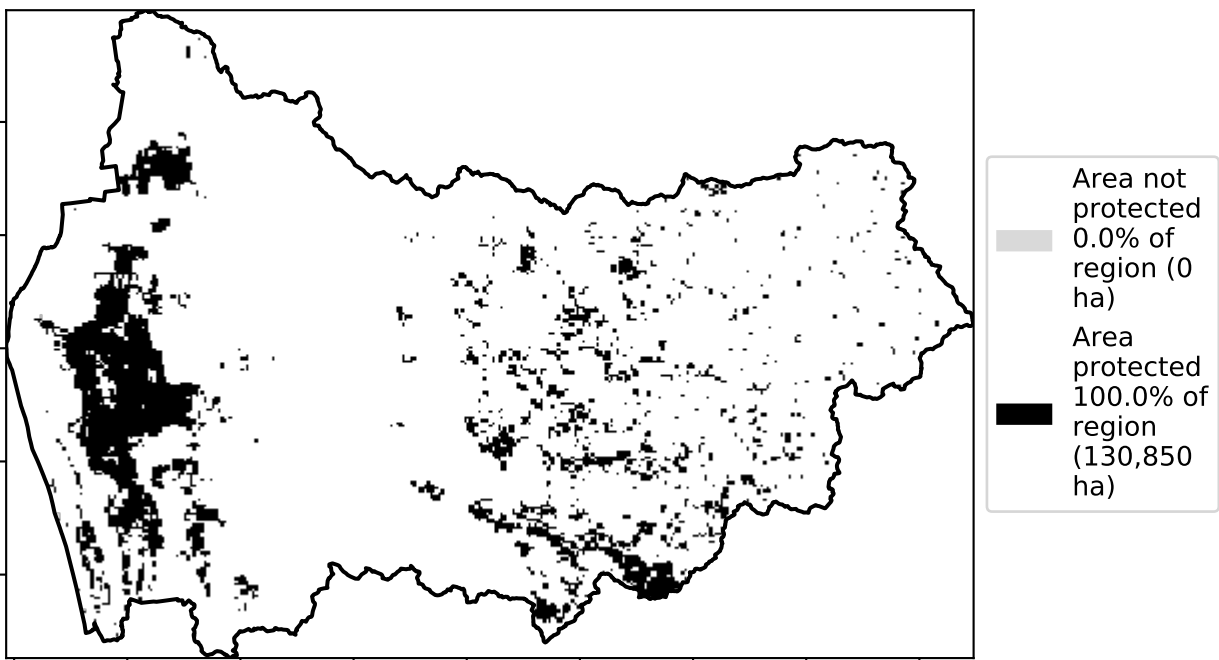 Area not
protected
0.0% of
region (0
ha)
Area
protected
100.0% of
region
(130,850
ha)